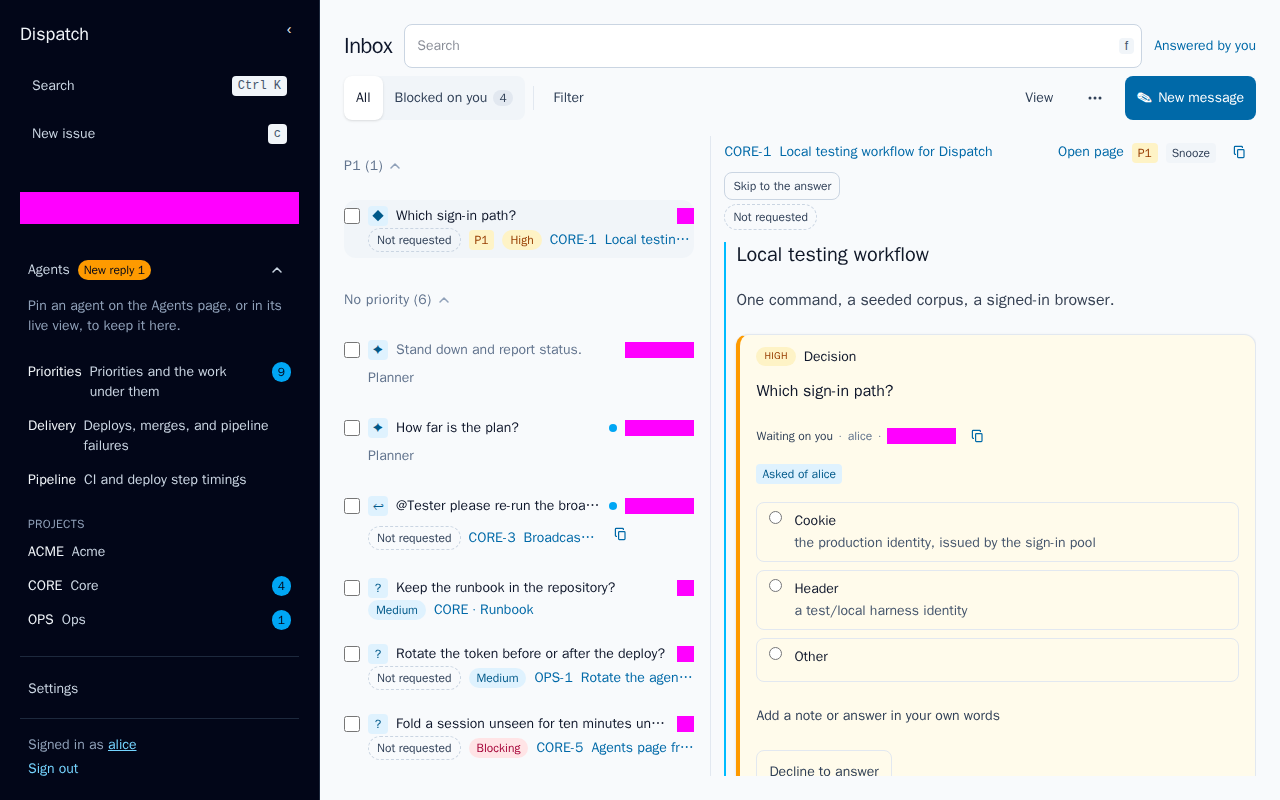 Dispatch
Search
Ctrl K
New issue
C
Agents
New reply 1
Pin an agent on the Agents page, or in its
live view, to keep it here.
Priorities
Priorities and the work
under them
9
Delivery
Deploys, merges, and pipeline
failures
Pipeline
CI and deploy step timings
PROJECTS
ACME Acme
CORE Core
4
OPS Ops
1
Settings
Signed in as alice
Sign out
Inbox
Search
f
Answered by you
All
Blocked on you 4
Filter
View
New message
P1 (1)
Which sign-in path?
Not requested
P1
High
CORE-1 Local testin…
No priority (6)
Stand down and report status.
Planner
How far is the plan?
Planner
@Tester please re-run the broa…
Not requested
CORE-3 Broadcas…
? Keep the runbook in the repository?
Medium
CORE · Runbook
? Rotate the token before or after the deploy?
Not requested
Medium
OPS-1 Rotate the agen…
? Fold a session unseen for ten minutes un…
Not requested
Blocking
CORE-5 Agents page fr…
CORE-1 Local testing workflow for Dispatch
Open page
P1
Snooze
Skip to the answer
Not requested
Local testing workflow
One command, a seeded corpus, a signed-in browser.
HIGH
Decision
Which sign-in path?
Waiting on you · alice ·
Asked of alice
Cookie
the production identity, issued by the sign-in pool
Header
a test/local harness identity
Other
Add a note or answer in your own words
Decline to answer